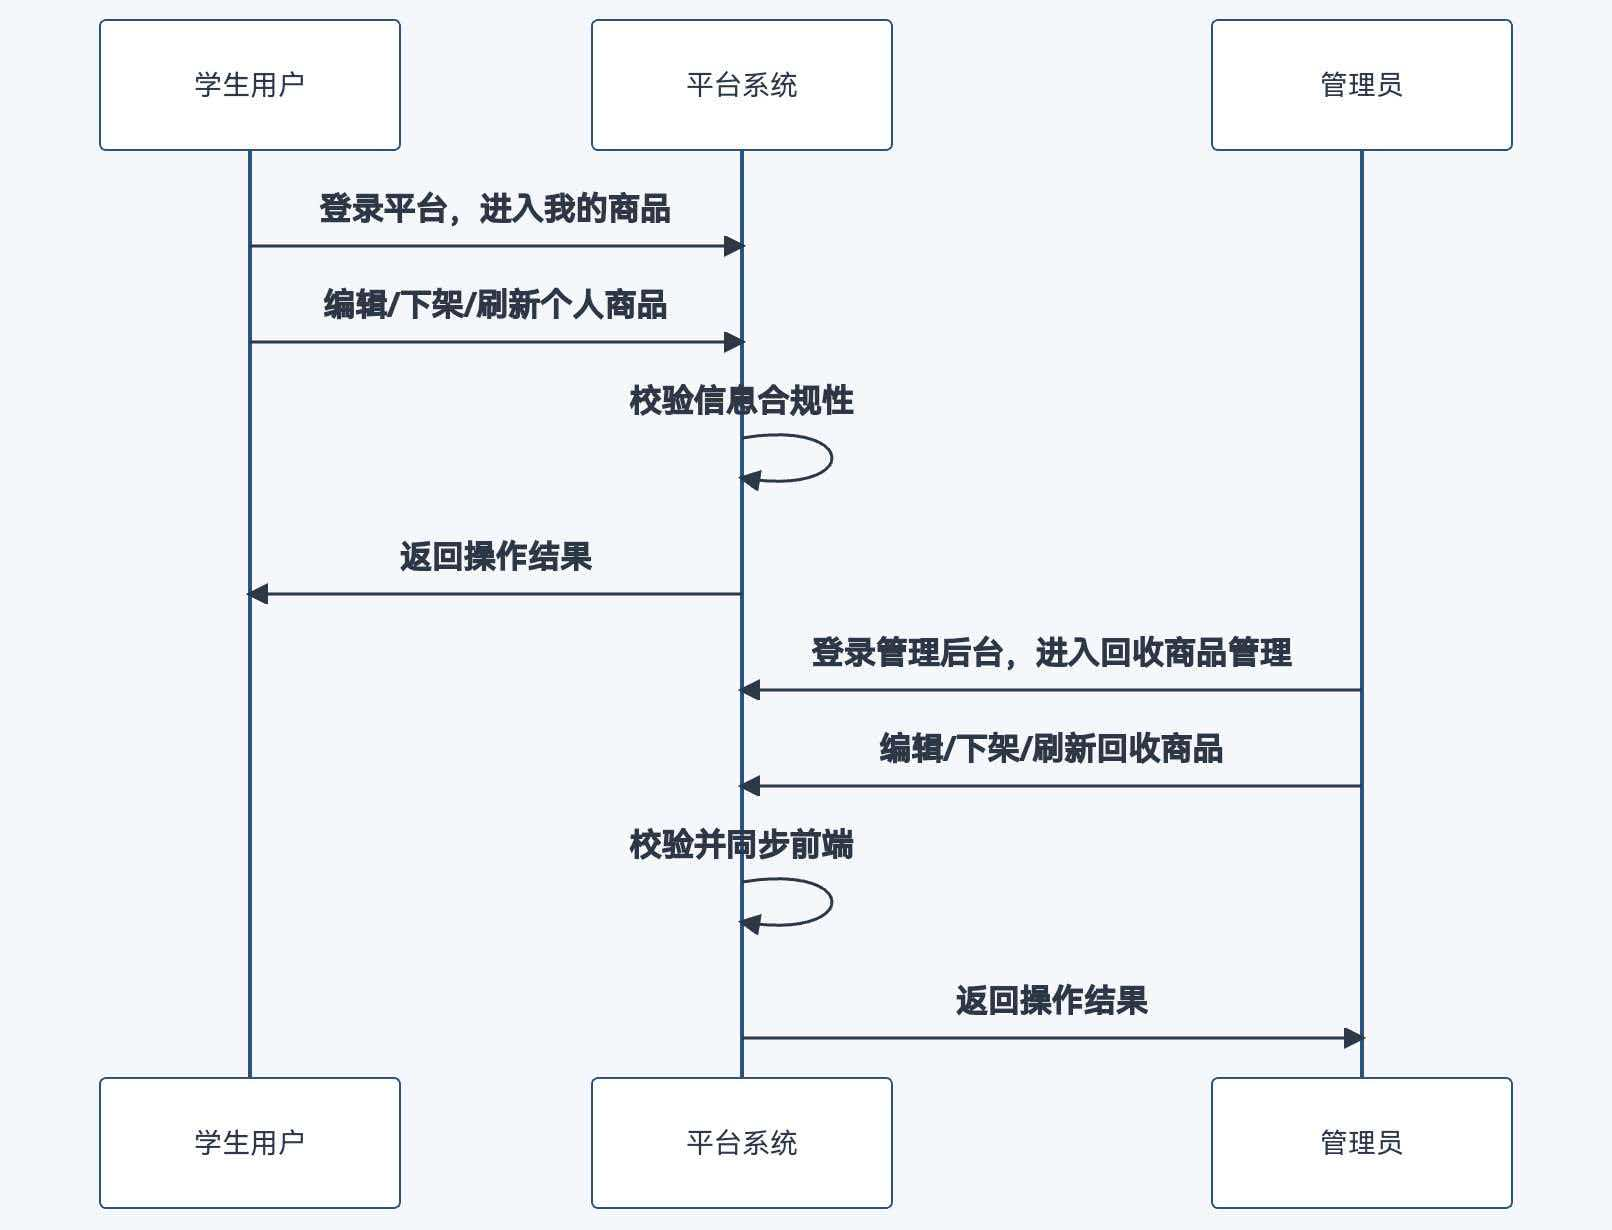 学生用户
平台系统
管理员
登录平台，进入我的商品
编辑/下架/刷新个人商品
校验信息合规性
返回操作结果
登录管理后台，进入回收商品管理
编辑/下架/刷新回收商品
校验并同步前端
返回操作结果
学生用户
平台系统
管理员